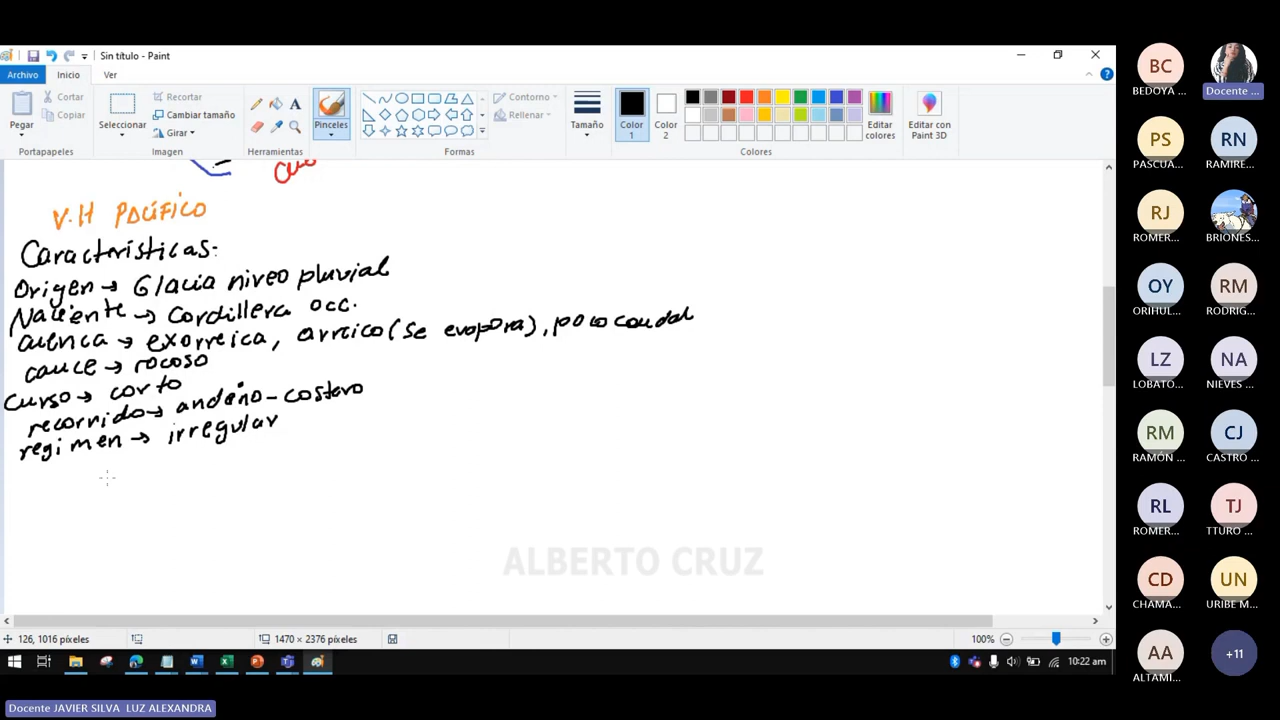 Sin título - Paint
Archivo Inicio Ver
Pegar
Cortar
Copiar
Portapapeles
Seleccionar
Recortar
Cambiar tamaño
Girar
Imagen
Herramientas
Pinceles
Formas
Contorno
Rellenar
Tamaño
Color 1
Color 2
Colores
Editar colores
Editar con Paint 3D
V.H Pacífico
Características:
Origen → Glacia niveo pluvial
Naciente → Cordillera occ.
cuenca → exorreica, arreica (se evapora), poco caudal
cauce → rocoso
curso → corto
recorrido → andino - costero
regimen → irregular
ALBERTO CRUZ
126, 1016 píxeles
1470 × 2376 píxeles
100%
10:22 am
Docente JAVIER SILVA LUZ ALEXANDRA
BC
BEDOYA ...
Docente ...
PS
PASCUA...
RN
RAMIRE...
RJ
ROMER...
BRIONES...
OY
ORIHUL...
RM
RODRIG...
LZ
LOBATO...
NA
NIEVES ...
RM
RAMÓN ...
CJ
CASTRO ...
RL
ROMER...
TJ
TTURO ...
CD
CHAMA...
UN
URIBE M...
AA
ALTAMI...
+11